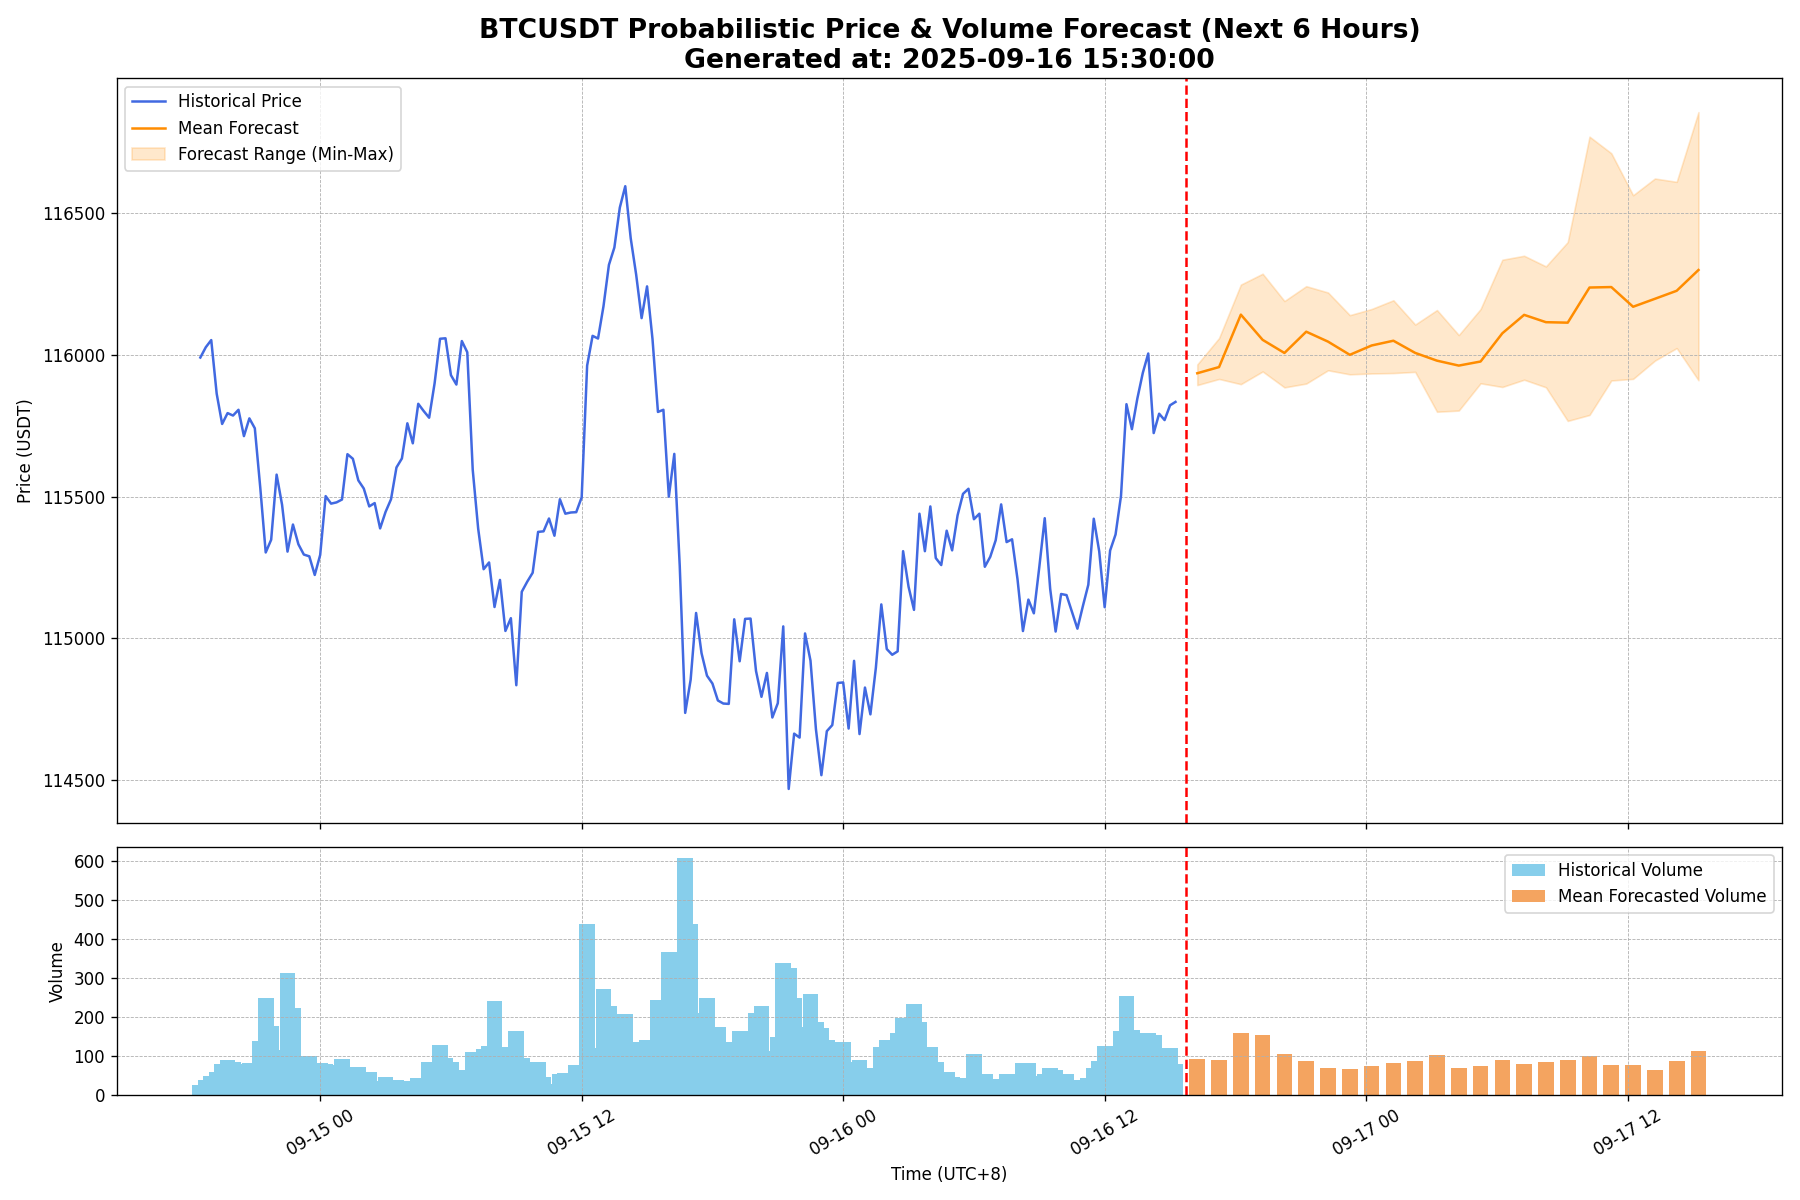 BTCUSDT Probabilistic Price & Volume Forecast (Next 6 Hours)
Generated at: 2025-09-16 15:30:00
Historical Price
Mean Forecast
Forecast Range (Min-Max)
116500
116000
115500
115000
114500
Price (USDT)
Historical Volume
Mean Forecasted Volume
600
500
400
300
200
100
0
Volume
09-15 00
09-15 12
09-16 00
09-16 12
09-17 00
09-17 12
Time (UTC+8)